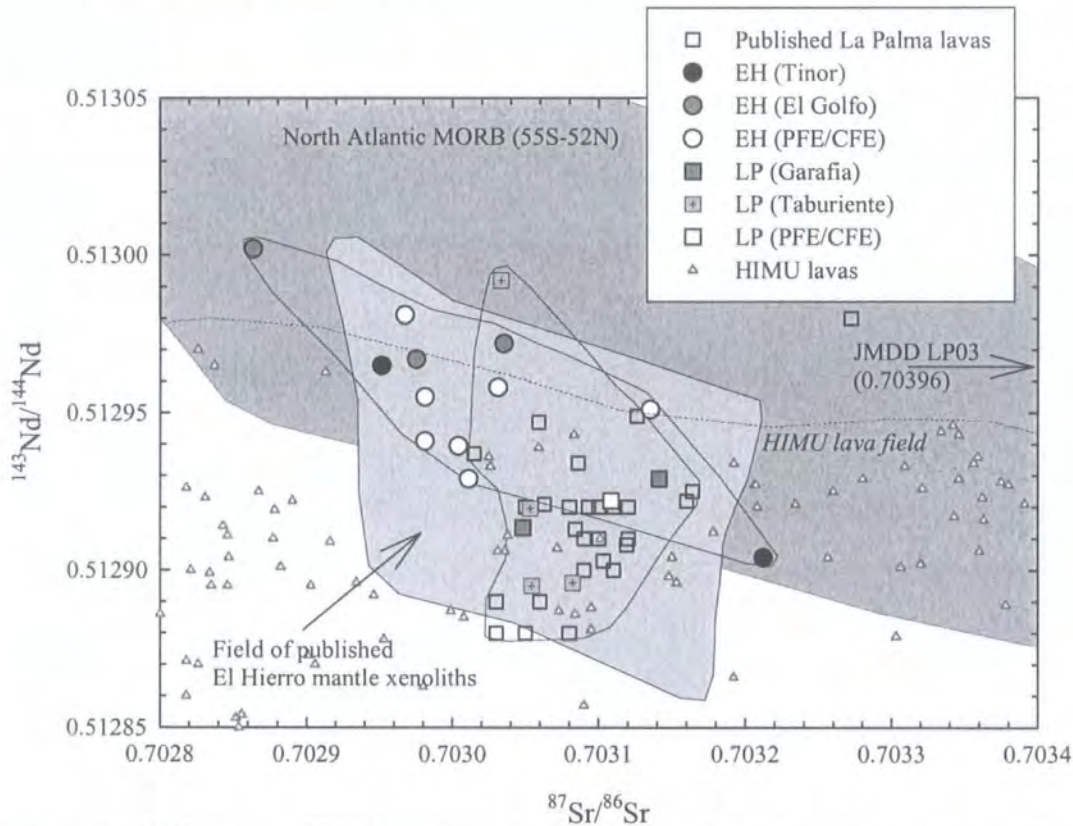 Published La Palma lavas
EH (Tinor)
EH (El Golfo)
EH (PFE/CFE)
LP (Garafia)
LP (Taburiente)
LP (PFE/CFE)
HIMU lavas
0.51305
0.51300
0.51295
0.51290
0.51285
¹⁴³Nd/¹⁴⁴Nd
North Atlantic MORB (55S-52N)
JMDD LP03
(0.70396)
HIMU lava field
Field of published
El Hierro mantle xenoliths
0.7028
0.7029
0.7030
0.7031
0.7032
0.7033
0.7034
⁸⁷Sr/⁸⁶Sr